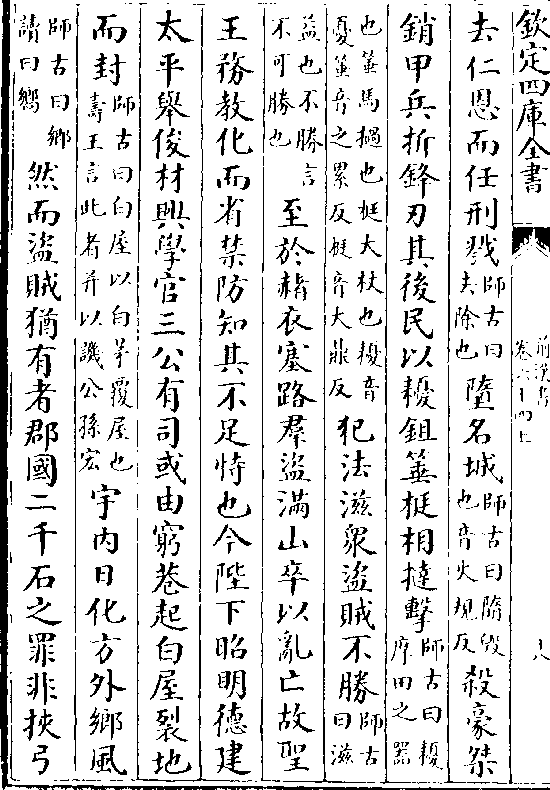 欽定四庫全書
前漢書
卷六十四上
十八
去仁恩而任刑戮師古曰去除也墮名城師古曰墮毀也音火規反殺豪桀
銷甲兵折鋒刃其後民以耰鉏箠梃相撻擊師古曰耰摩田之器
也箠馬檛也梃大杖也耰音憂箠音之累反梃音大鼎反犯法滋衆盜賊不勝師古曰滋
益也不勝言不可勝也至於赭衣塞路羣盜滿山卒以亂亡故聖
王務教化而省禁防知其不足恃也今陛下昭明德建
太平舉俊材興學官三公有司或由窮巷起白屋裂地
而封師古曰白屋以白茅覆屋也壽王言此者并以譏公孫宏宇内日化方外鄉風
師古曰鄉讀曰嚮然而盜賊猶有者郡國二千石之罪非挾弓